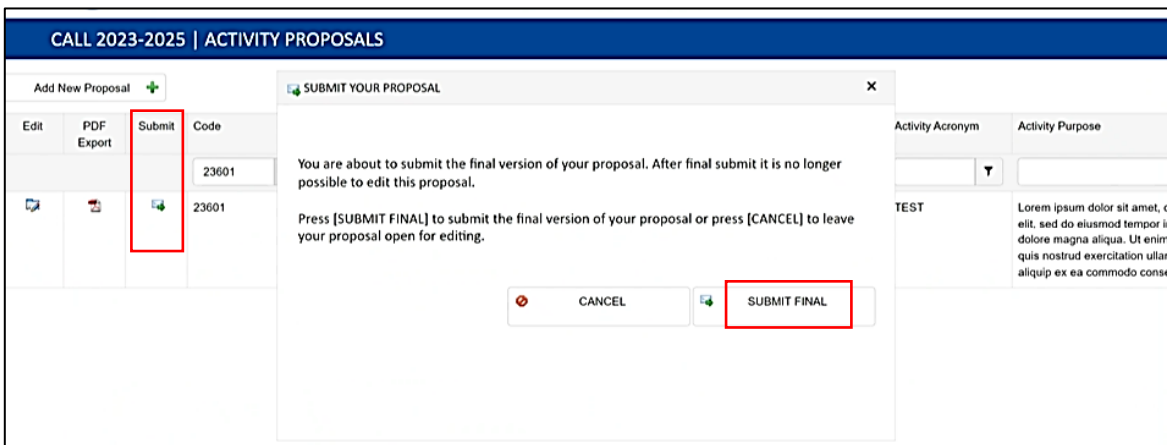 CALL 2023-2025 | ACTIVITY PROPOSALS
Add New Proposal
SUBMIT YOUR PROPOSAL
Edit
PDF
Export
Submit
Code
Activity Acronym
Activity Purpose
23601
You are about to submit the final version of your proposal. After final submit it is no longer
possible to edit this proposal.
23601
TEST
Press [SUBMIT FINAL] to submit the final version of your proposal or press [CANCEL] to leave
your proposal open for editing.
Lorem ipsum dolor sit amet,
elit, sed do eiusmod tempor
dolore magna aliqua. Ut enim
quis nostrud exercitation
aliquip ex ea commodo
CANCEL
SUBMIT FINAL